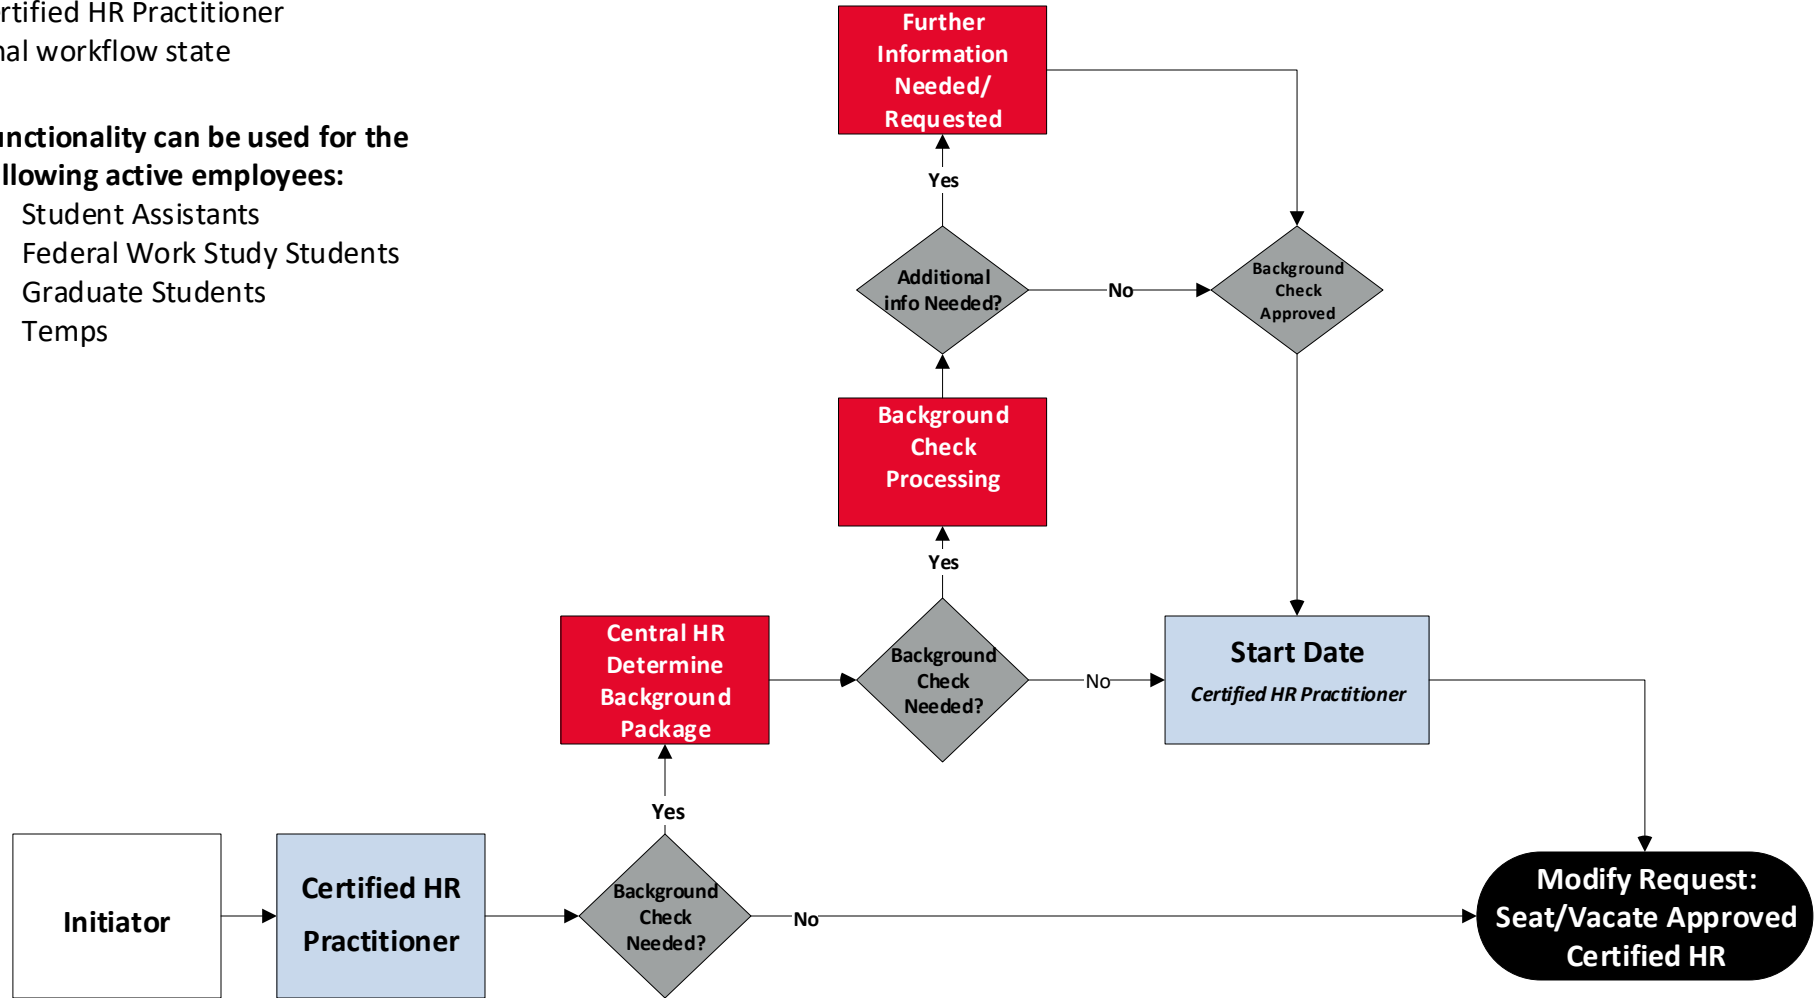 ertified HR Practitioner
nal workflow state
unctionality can be used for the
llowing active employees:
Student Assistants
Federal Work Study Students
Graduate Students
Temps
Further
Information
Needed/
Requested
Yes
Additional
info Needed?
No
Background
Check
Approved
Background
Check
Processing
Yes
Central HR
Determine
Background
Package
Background
Check
Needed?
No
Start Date
Certified HR Practitioner
Yes
Initiator
Certified HR
Practitioner
Background
Check
Needed?
No
Modify Request:
Seat/Vacate Approved
Certified HR